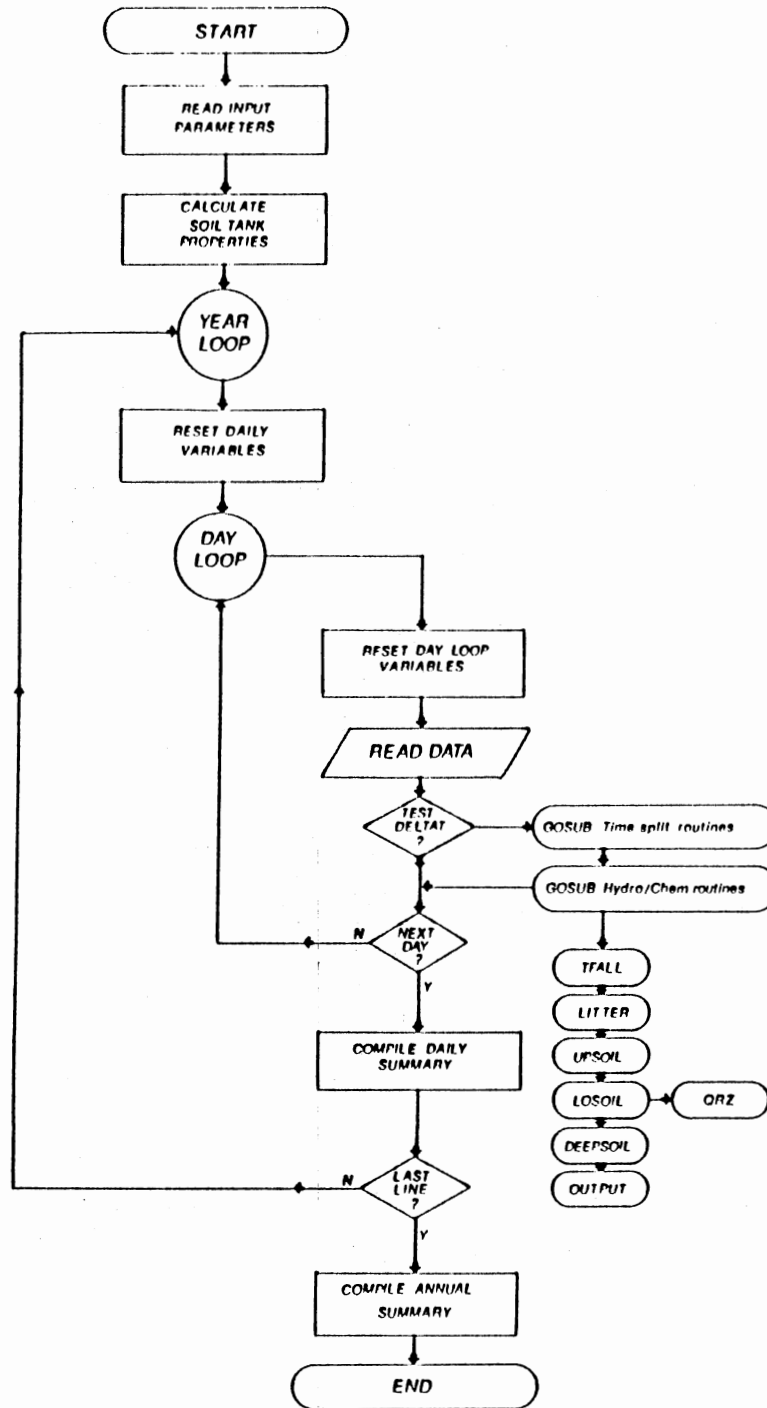 START
READ INPUT
PARAMETERS
CALCULATE
SOIL TANK
PROPERTIES
YEAR
LOOP
RESET DAILY
VARIABLES
DAY
LOOP
RESET DAY LOOP
VARIABLES
READ DATA
TEST
DELTAT
?
GOSUB Time split routines
GOSUB Hydro/Chem routines
N
NEXT
DAY
?
Y
TFALL
LITTER
UPSOIL
LOSOIL
QRZ
DEEPSOIL
OUTPUT
COMPILE DAILY
SUMMARY
N
LAST
LINE
?
Y
COMPILE ANNUAL
SUMMARY
END